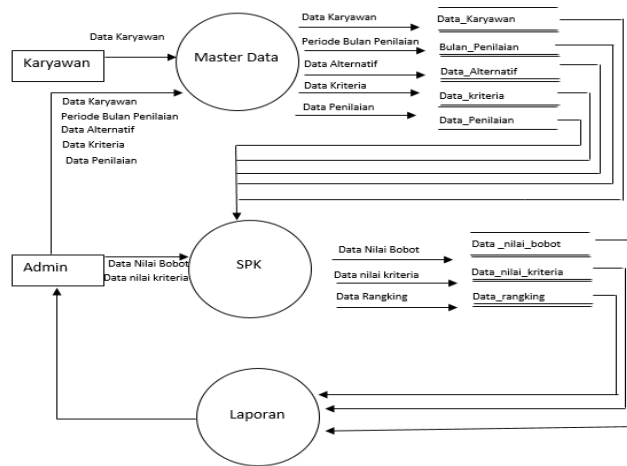 Data Karyawan
Karyawan
Master Data
Data Karyawan
Periode Bulan Penilaian
Data Alternatif
Data Kriteria
Data Penilaian
Data_Karyawan
Bulan_Penilaian
Data_Alternatif
Data_kriteria
Data_Penilaian
Data Karyawan
Periode Bulan Penilaian
Data Alternatif
Data Kriteria
Data Penilaian
Admin
Data Nilai Bobot
Data nilai kriteria
SPK
Data Nilai Bobot
Data nilai kriteria
Data Rangking
Data _nilai_bobot
Data_nilai_kriteria
Data_rangking
Laporan